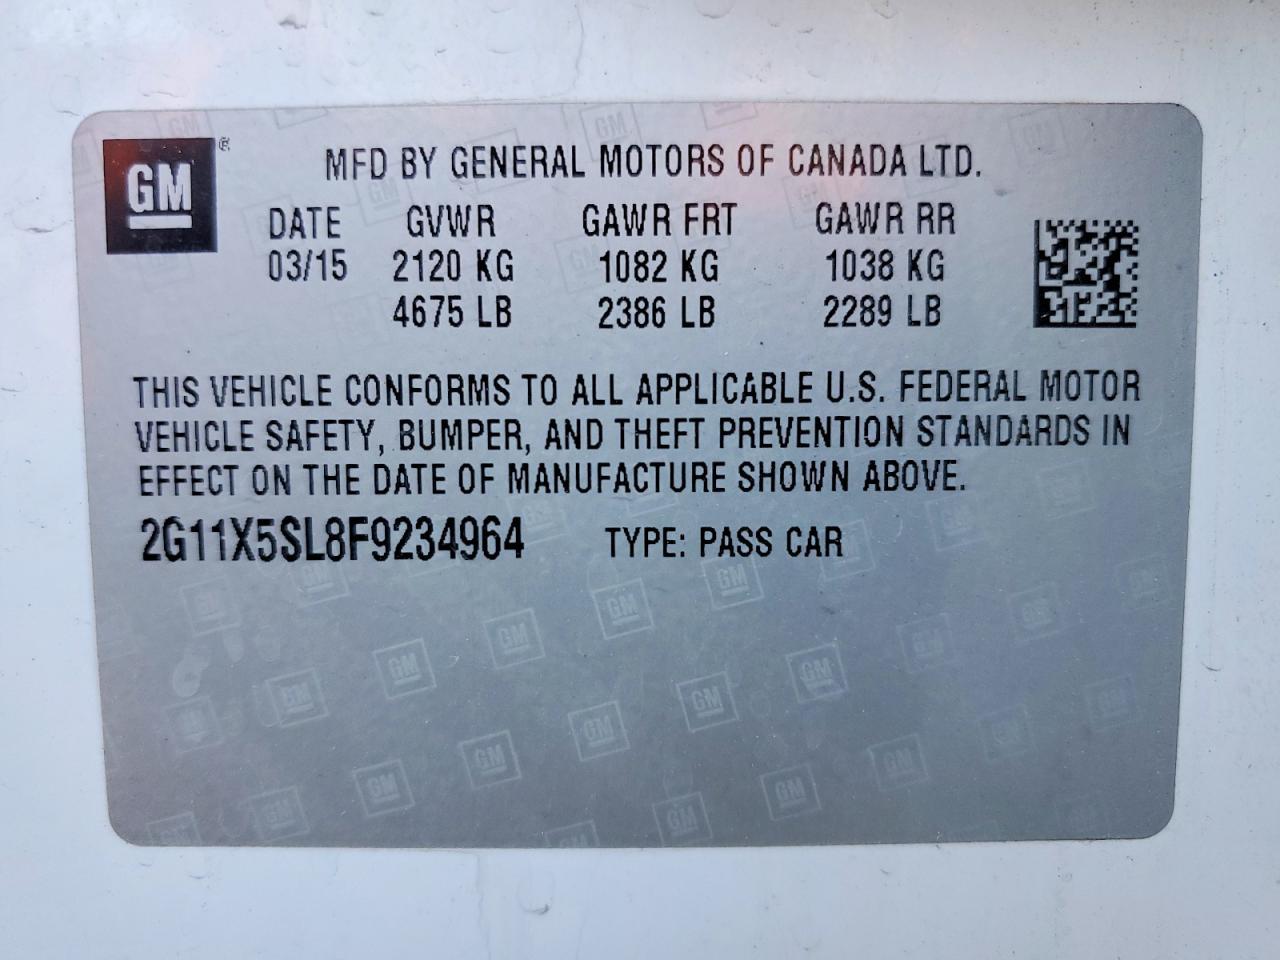 GM ®
MFD BY GENERAL MOTORS OF CANADA LTD.
DATE GVWR GAWR FRT GAWR RR
03/15 2120 KG 1082 KG 1038 KG
4675 LB 2386 LB 2289 LB
THIS VEHICLE CONFORMS TO ALL APPLICABLE U.S. FEDERAL MOTOR
VEHICLE SAFETY, BUMPER, AND THEFT PREVENTION STANDARDS IN
EFFECT ON THE DATE OF MANUFACTURE SHOWN ABOVE.
2G11X5SL8F9234964 TYPE: PASS CAR